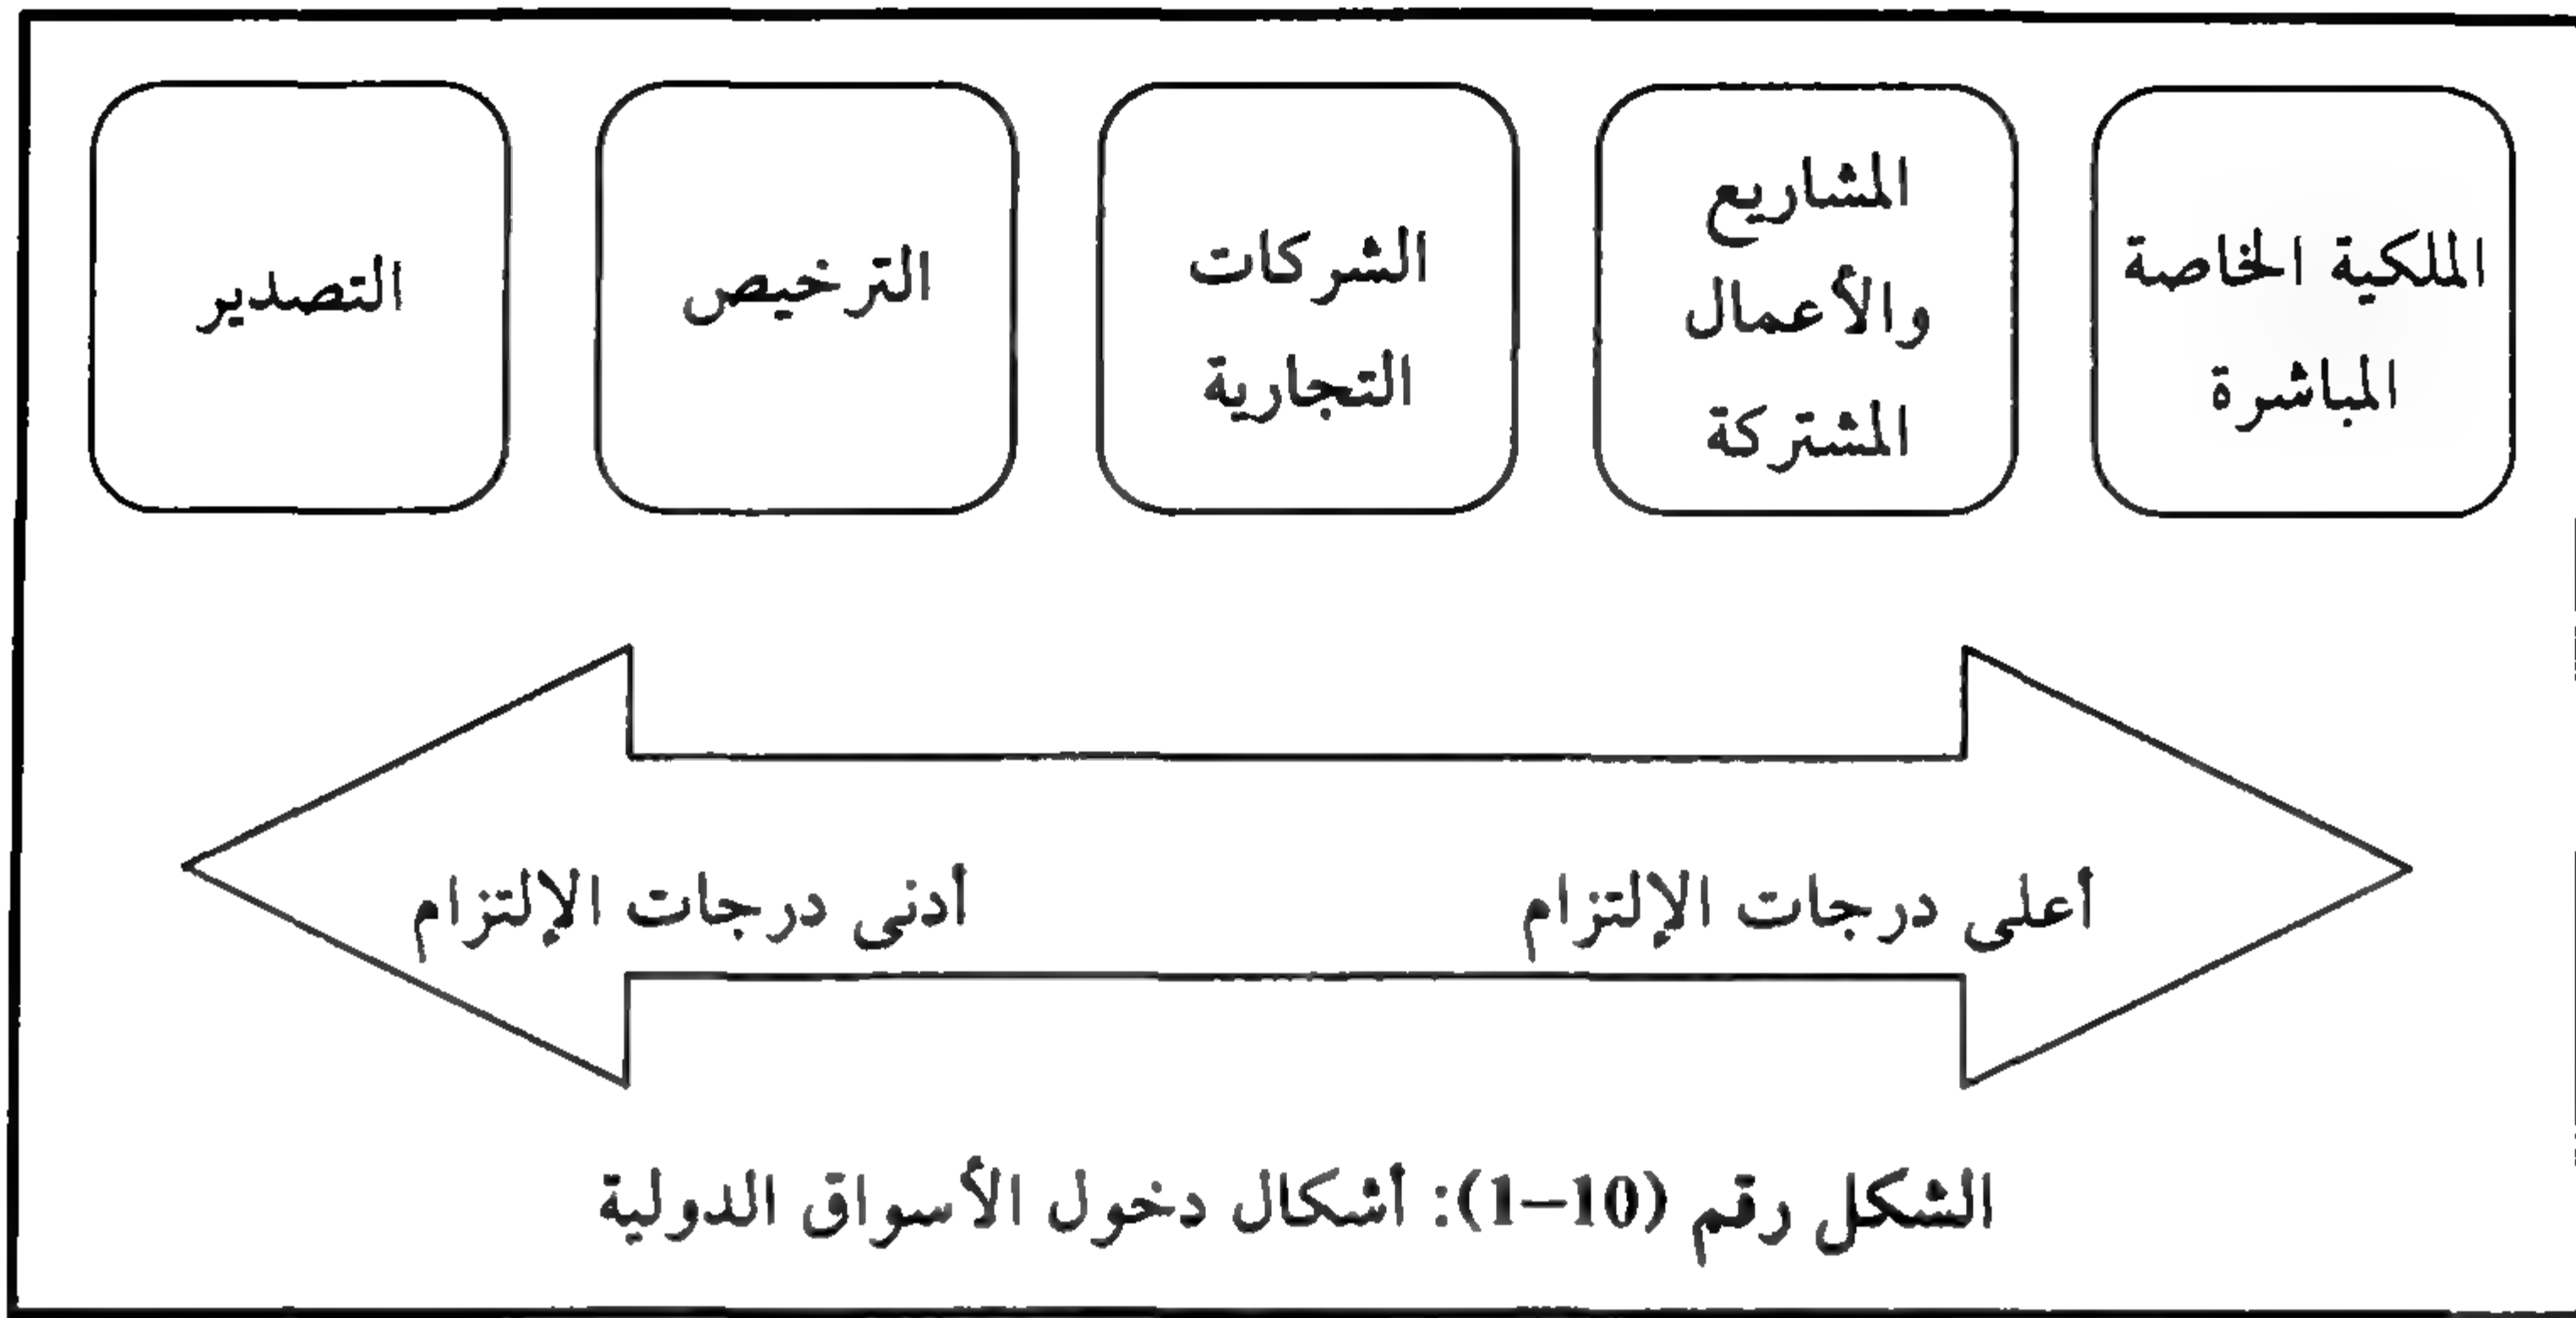 الملكية الخاصة
المباشرة
المشاريع
والأعمال
المشتركة
الشركات
التجارية
الترخيص
التصدير
أعلى درجات الإلتزام
أدنى درجات الإلتزام
الشكل رقم (10–1): أشكال دخول الأسواق الدولية